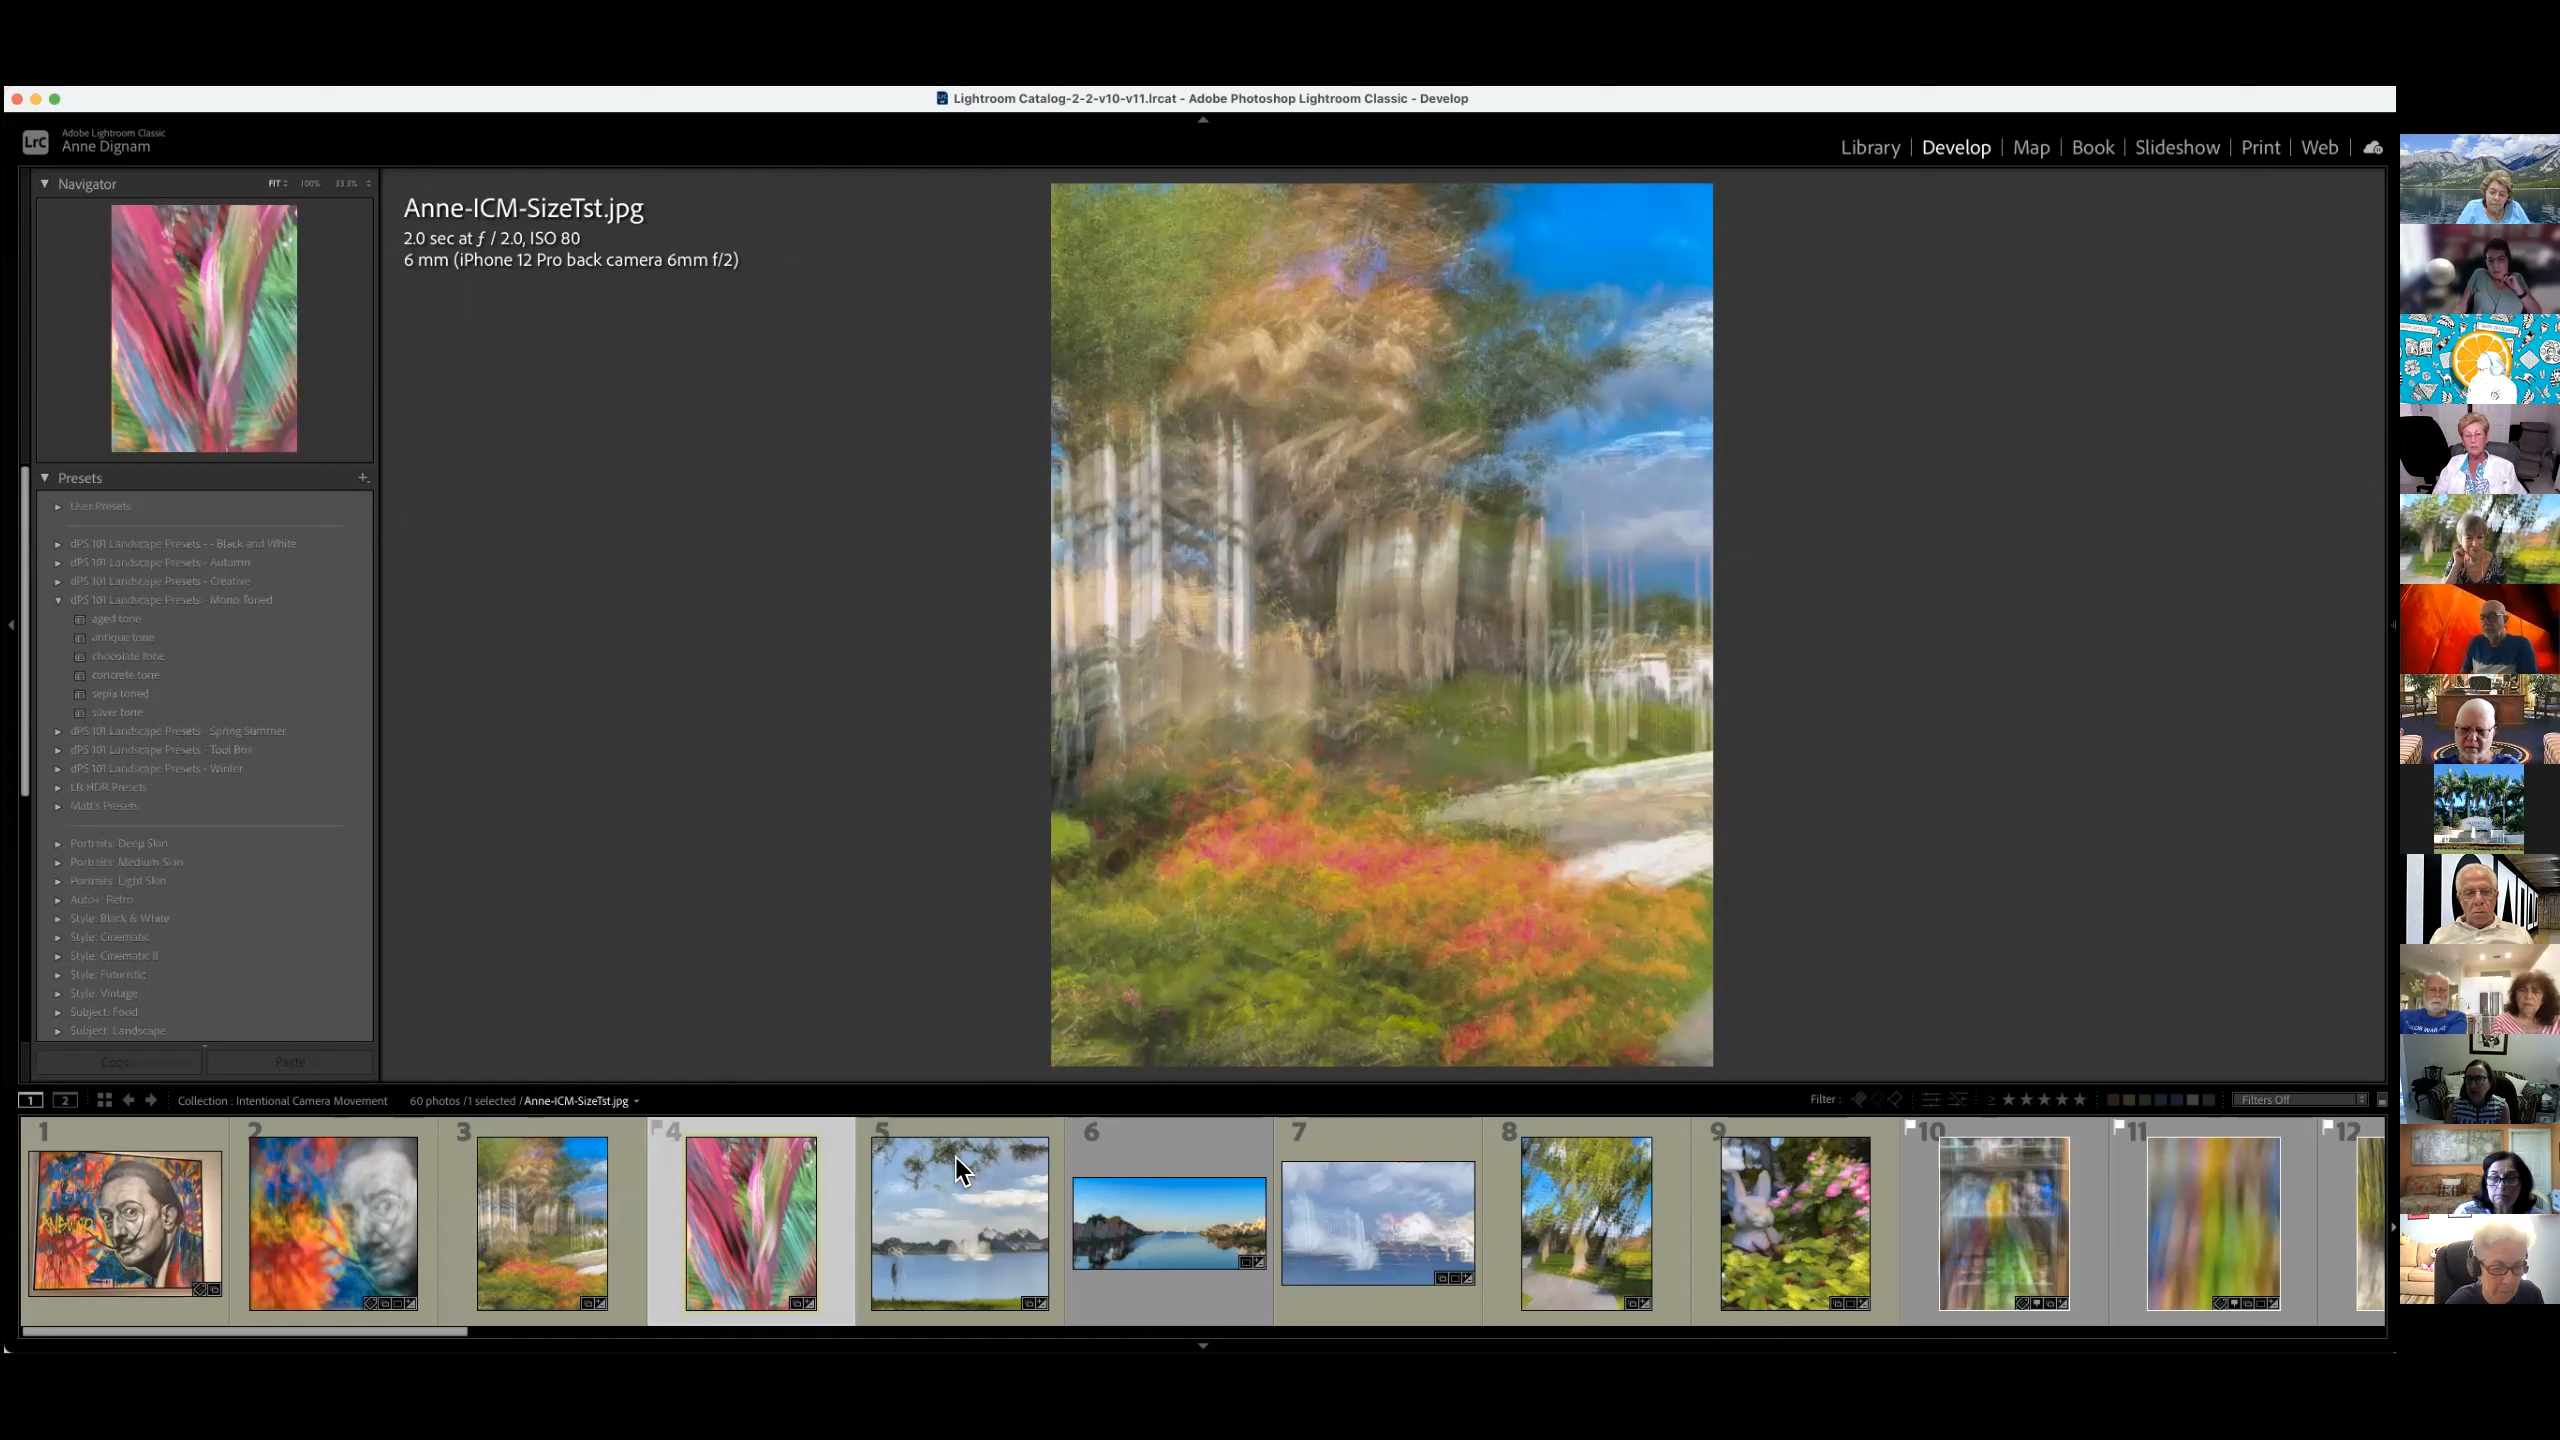 Lightroom Catalog-2-2-v10-v11.lrcat - Adobe Photoshop Lightroom Classic - Develop
LrC
Adobe Lightroom Classic
Anne Dignam
Library | Develop | Map | Book | Slideshow | Print | Web
Navigator FIT 100% 33.3%
Anne-ICM-SizeTst.jpg
2.0 sec at ƒ / 2.0, ISO 80
6 mm (iPhone 12 Pro back camera 6mm f/2)
Presets
User Presets
dPS 101 Landscape Presets - - Black and White
dPS 101 Landscape Presets - Autumn
dPS 101 Landscape Presets - Creative
dPS 101 Landscape Presets - Mono Toned
aged tone
antique tone
chocolate tone
concrete tone
sepia toned
silver tone
dPS 101 Landscape Presets - Spring Summer
dPS 101 Landscape Presets - Tool Box
dPS 101 Landscape Presets - Winter
LR HDR Presets
Matt's Presets
Portraits: Deep Skin
Portraits: Medium Skin
Portraits: Light Skin
Auto+: Retro
Style: Black & White
Style: Cinematic
Style: Cinematic II
Style: Futuristic
Style: Vintage
Subject: Food
Subject: Landscape
Copy... Paste
1 2 Collection : Intentional Camera Movement 60 photos /1 selected /Anne-ICM-SizeTst.jpg Filter : Filters Off
1 2 3 4 5 6 7 8 9 10 11 12